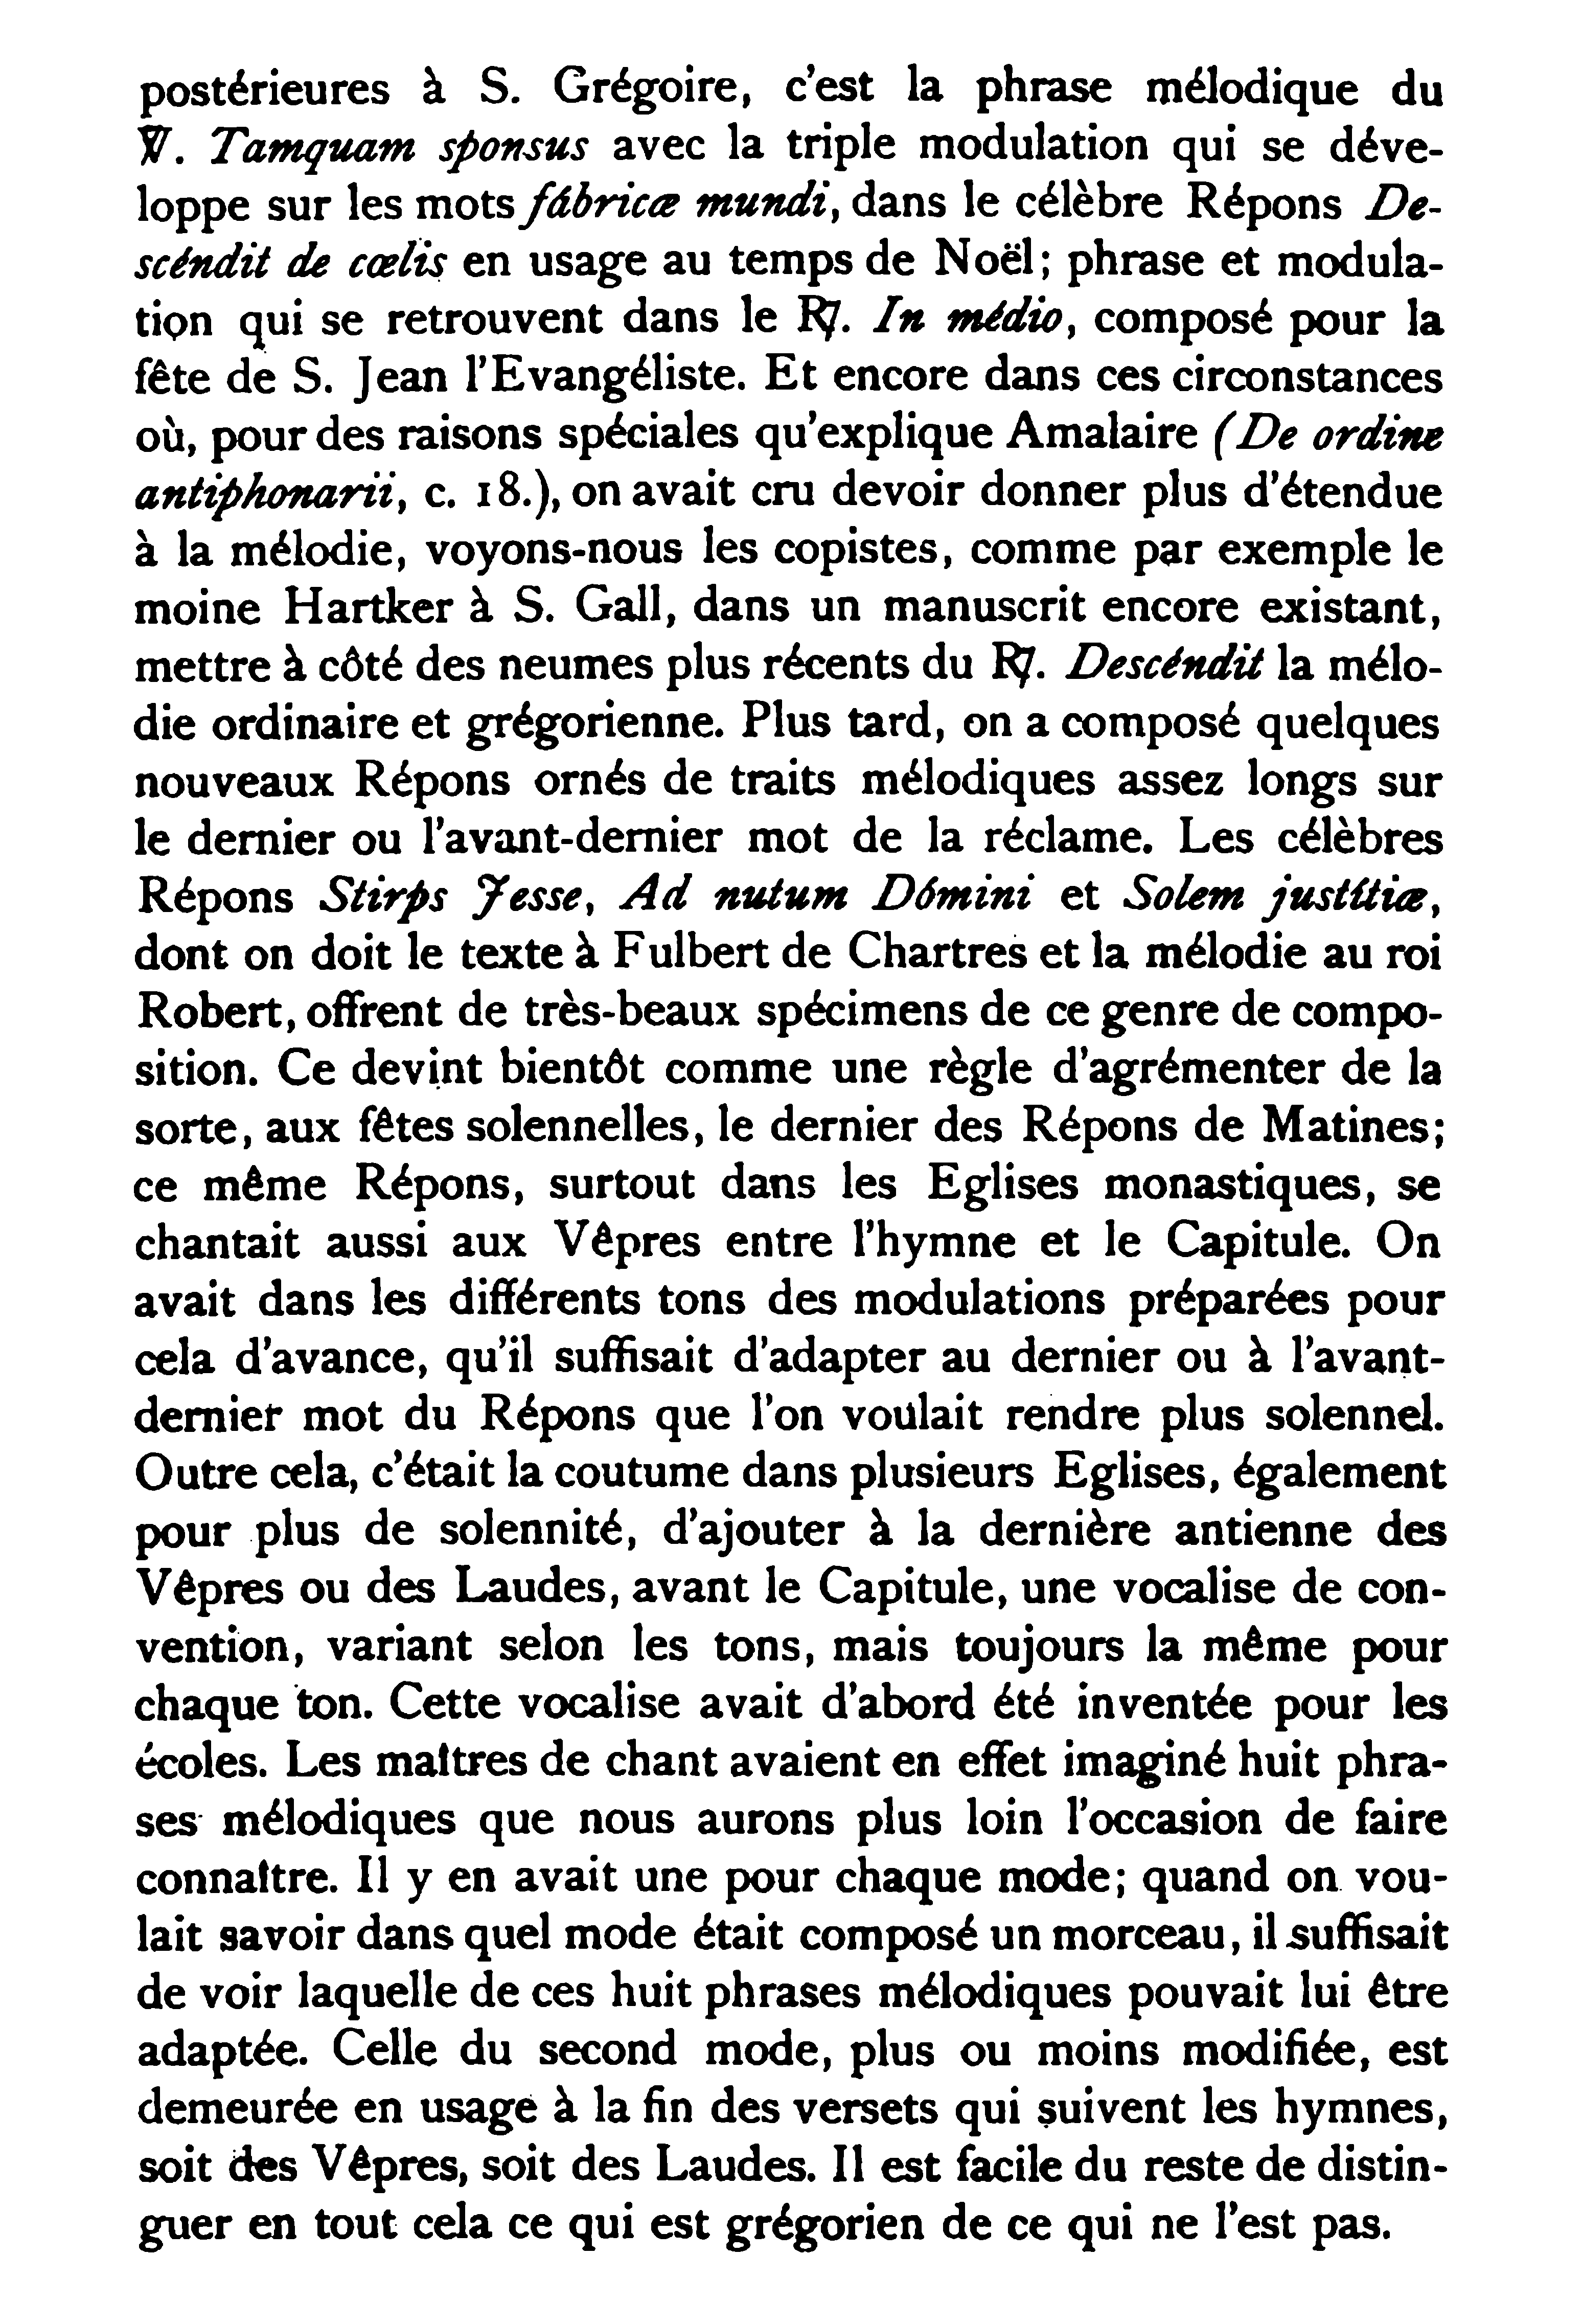 postérieures à S. Grégoire, c'est la phrase mélodique du
℣. Tamquam sponsus avec la triple modulation qui se déve-
loppe sur les mots fábricæ mundi, dans le célèbre Répons De-
scéndit de cœlis en usage au temps de Noël; phrase et modula-
tion qui se retrouvent dans le ℟. In médio, composé pour la
fête de S. Jean l'Evangéliste. Et encore dans ces circonstances
où, pour des raisons spéciales qu'explique Amalaire (De ordine
antiphonarii, c. 18.), on avait cru devoir donner plus d'étendue
à la mélodie, voyons-nous les copistes, comme par exemple le
moine Hartker à S. Gall, dans un manuscrit encore existant,
mettre à côté des neumes plus récents du ℟. Descéndit la mélo-
die ordinaire et grégorienne. Plus tard, on a composé quelques
nouveaux Répons ornés de traits mélodiques assez longs sur
le dernier ou l'avant-dernier mot de la réclame. Les célèbres
Répons Stirps Jesse, Ad nutum Dómini et Solem justítiæ,
dont on doit le texte à Fulbert de Chartres et la mélodie au roi
Robert, offrent de très-beaux spécimens de ce genre de compo-
sition. Ce devint bientôt comme une règle d'agrémenter de la
sorte, aux fêtes solennelles, le dernier des Répons de Matines;
ce même Répons, surtout dans les Eglises monastiques, se
chantait aussi aux Vêpres entre l'hymne et le Capitule. On
avait dans les différents tons des modulations préparées pour
cela d'avance, qu'il suffisait d'adapter au dernier ou à l'avant-
dernier mot du Répons que l'on voulait rendre plus solennel.
Outre cela, c'était la coutume dans plusieurs Eglises, également
pour plus de solennité, d'ajouter à la dernière antienne des
Vêpres ou des Laudes, avant le Capitule, une vocalise de con-
vention, variant selon les tons, mais toujours la même pour
chaque ton. Cette vocalise avait d'abord été inventée pour les
écoles. Les maîtres de chant avaient en effet imaginé huit phra-
ses mélodiques que nous aurons plus loin l'occasion de faire
connaître. Il y en avait une pour chaque mode; quand on vou-
lait savoir dans quel mode était composé un morceau, il suffisait
de voir laquelle de ces huit phrases mélodiques pouvait lui être
adaptée. Celle du second mode, plus ou moins modifiée, est
demeurée en usage à la fin des versets qui suivent les hymnes,
soit des Vêpres, soit des Laudes. Il est facile du reste de distin-
guer en tout cela ce qui est grégorien de ce qui ne l'est pas.